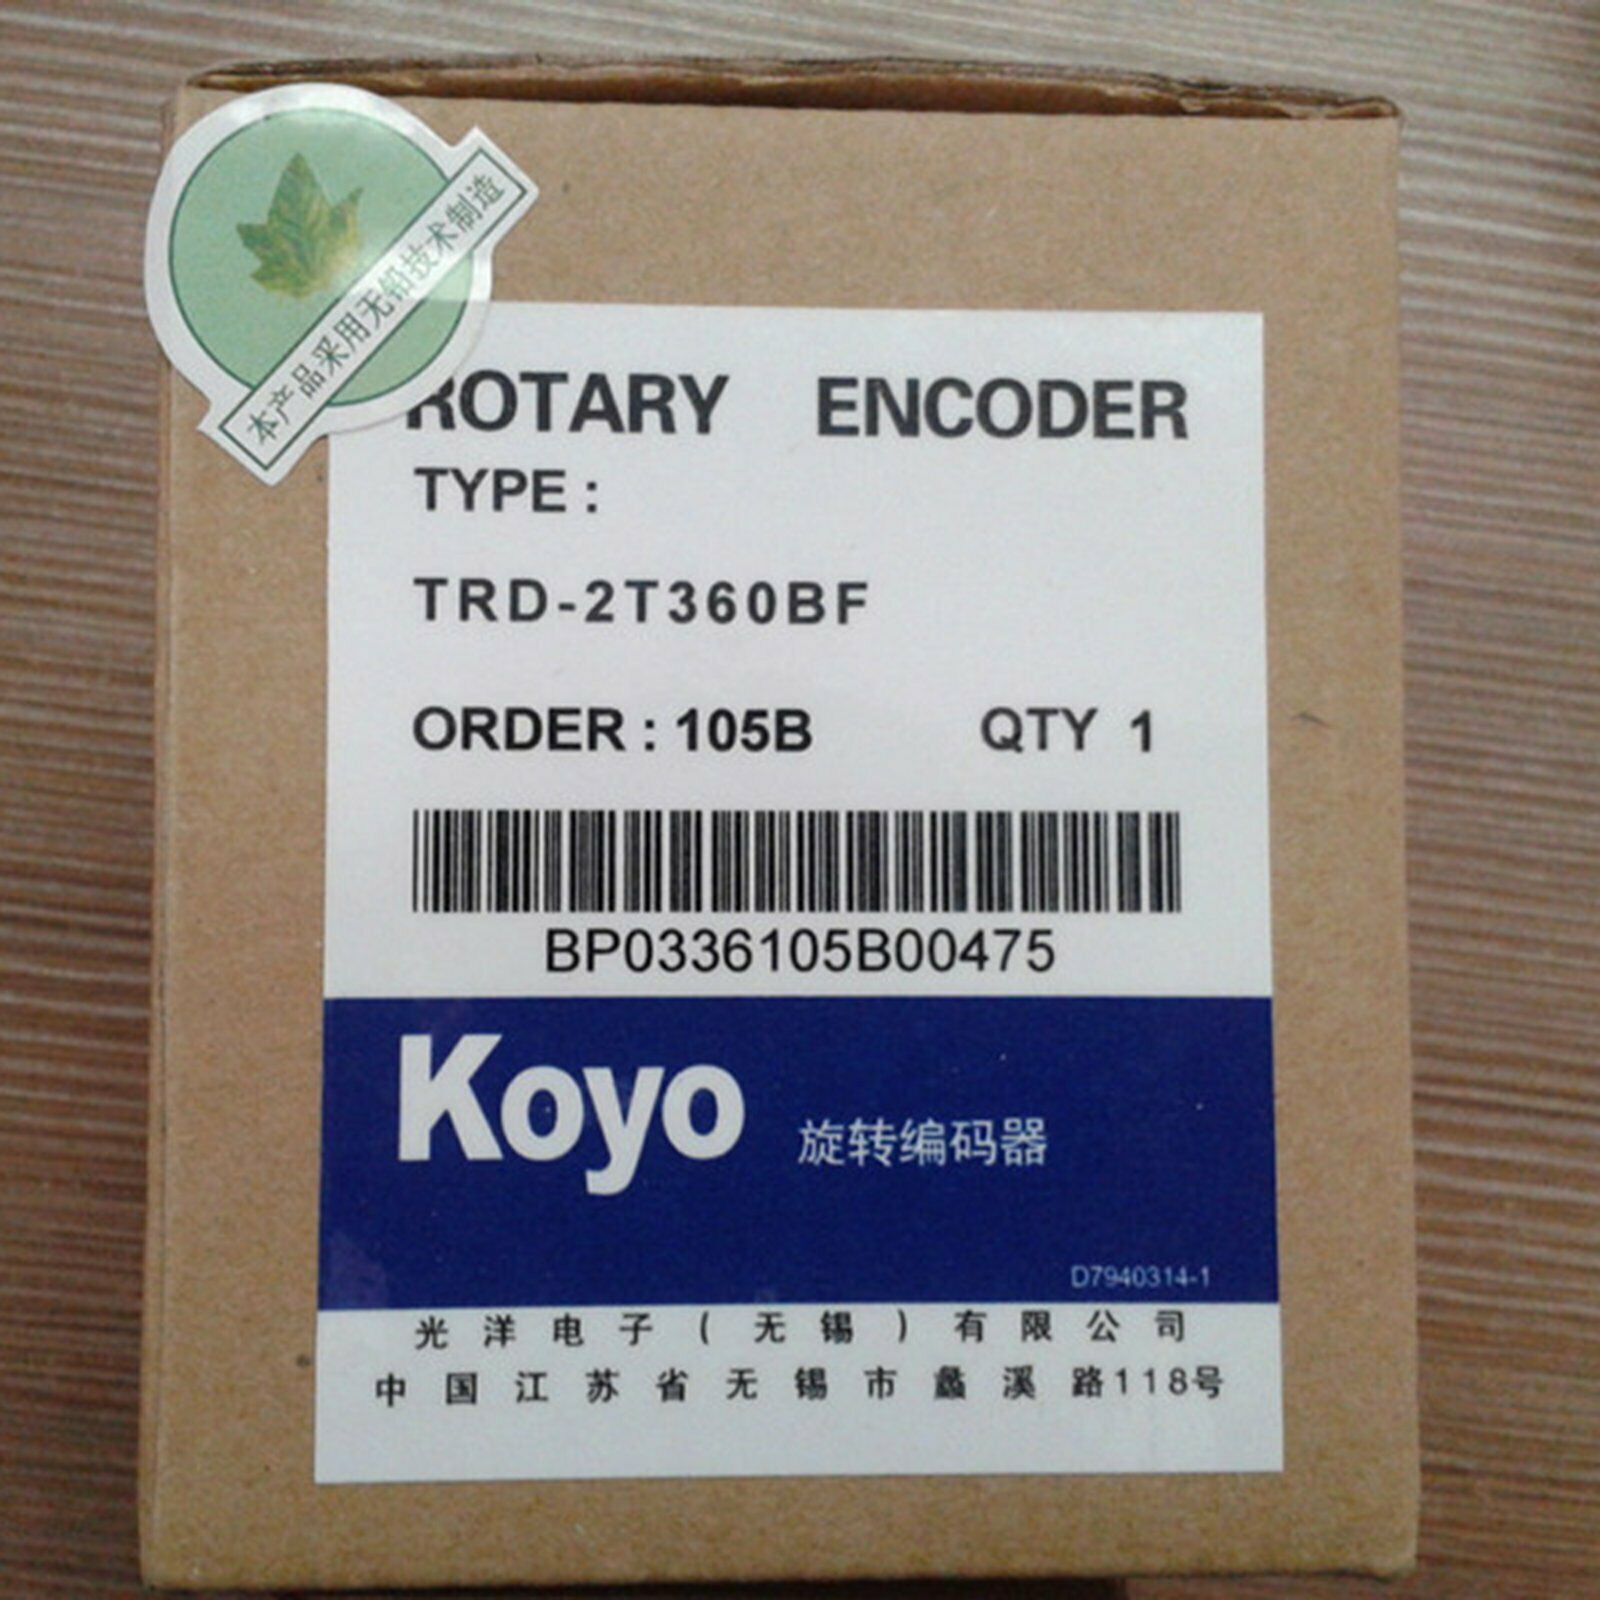 本产品采用无铅技术制造
ROTARY ENCODER
TYPE :
TRD-2T360BF
ORDER : 105B QTY 1
BP0336105B00475
Koyo 旋转编码器
D7940314-1
光洋电子(无锡)有限公司
中国江苏省无锡市蠡溪路118号